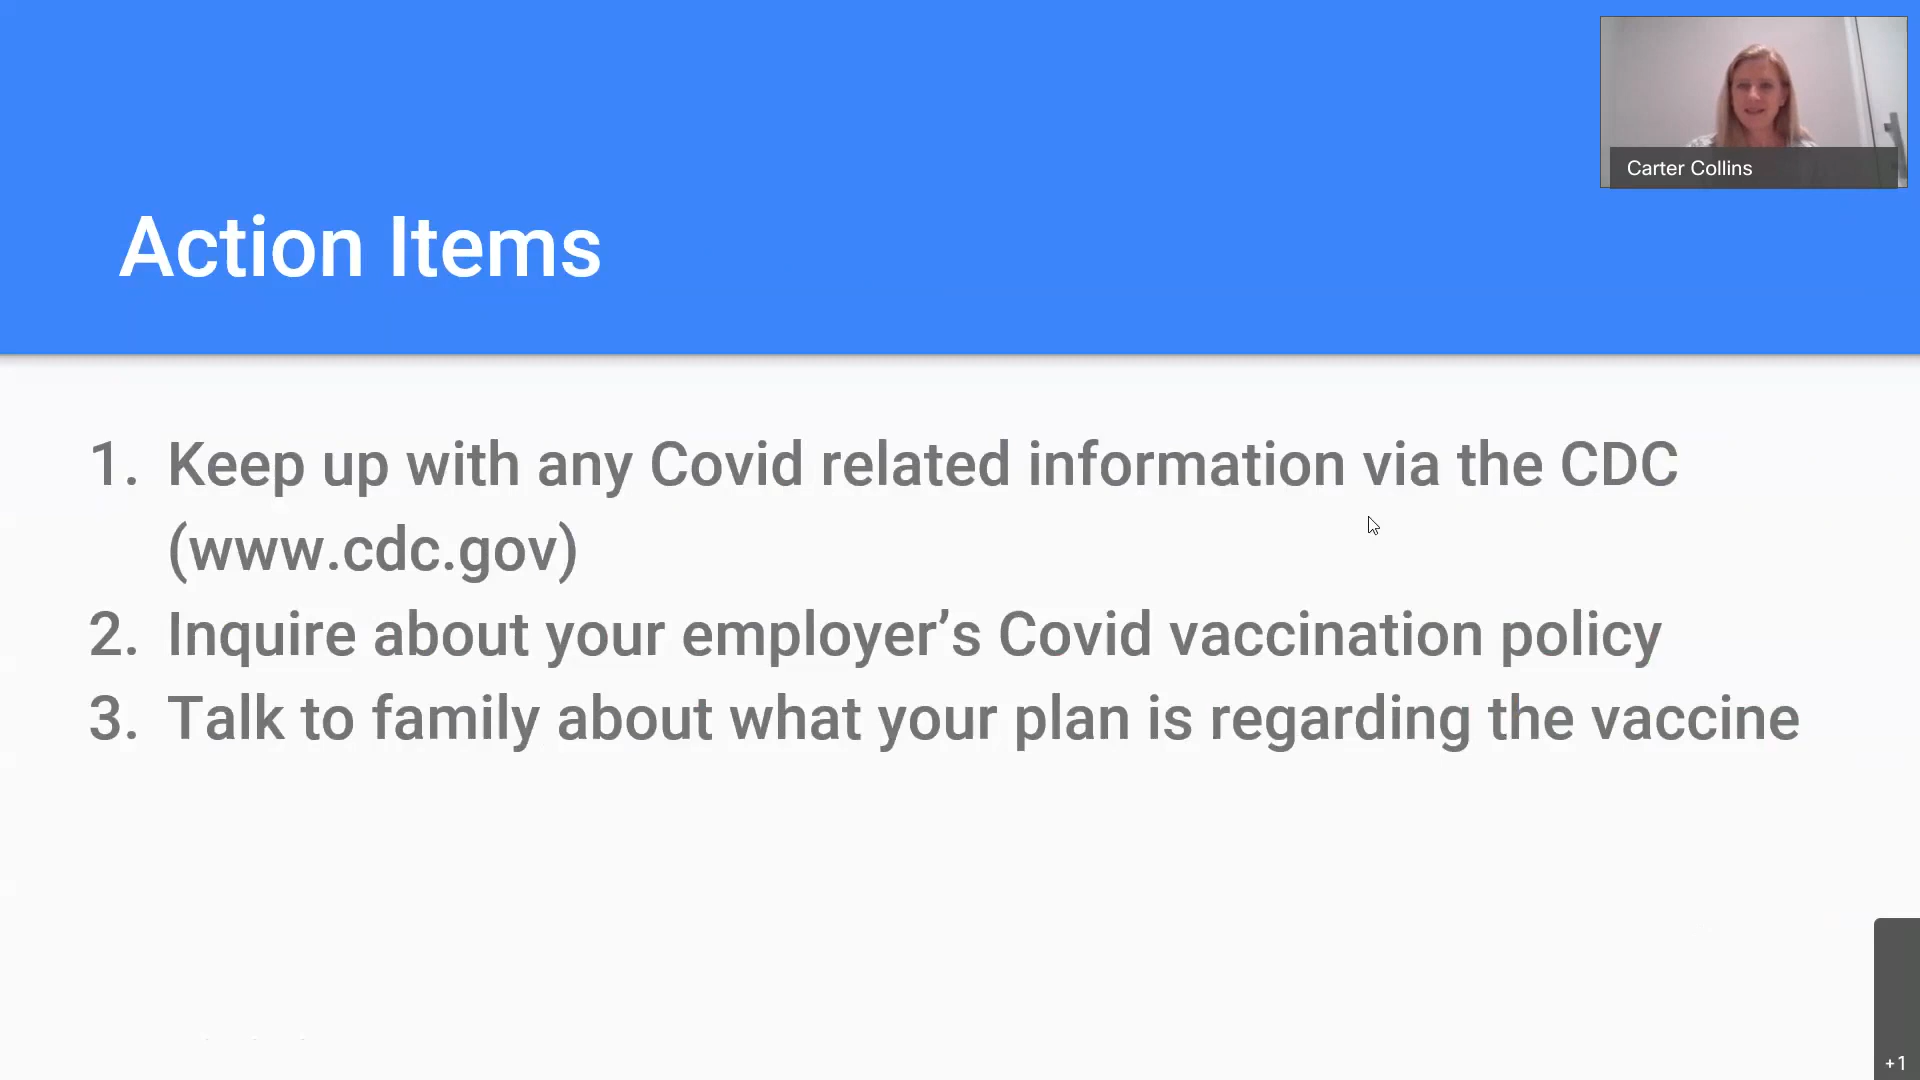 Carter Collins
Action Items
1. Keep up with any Covid related information via the CDC
(www.cdc.gov)
2. Inquire about your employer’s Covid vaccination policy
3. Talk to family about what your plan is regarding the vaccine
+1